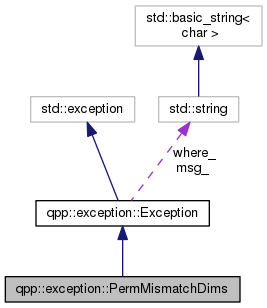 std::basic_string<
char >
std::exception
std::string
where_
msg_
qpp::exception::Exception
qpp::exception::PermMismatchDims